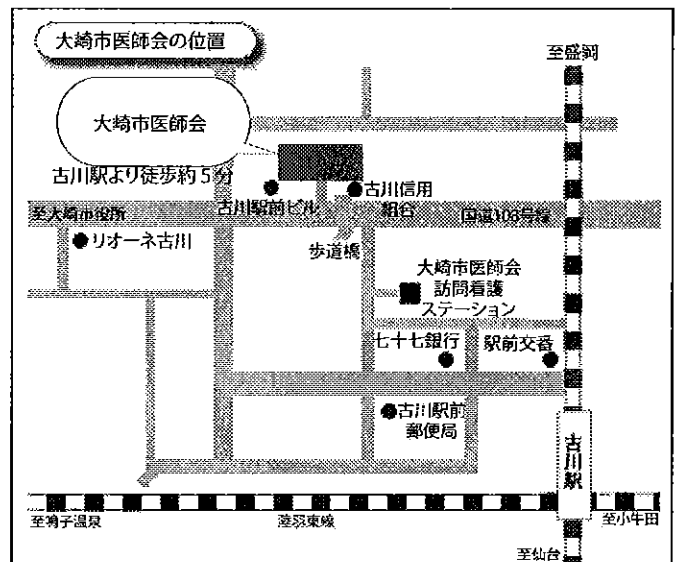 大崎市医師会の位置
至盛岡
大崎市医師会
古川駅より徒歩約5分
古川駅前ビル
古川信用
組合
至大崎市役所
国道108号線
リオーネ古川
歩道橋
大崎市医師会
訪問看護
ステーション
七十七銀行
駅前交番
古川駅前
郵便局
古川駅
至鳴子温泉
陸羽東線
至小牛田
至仙台